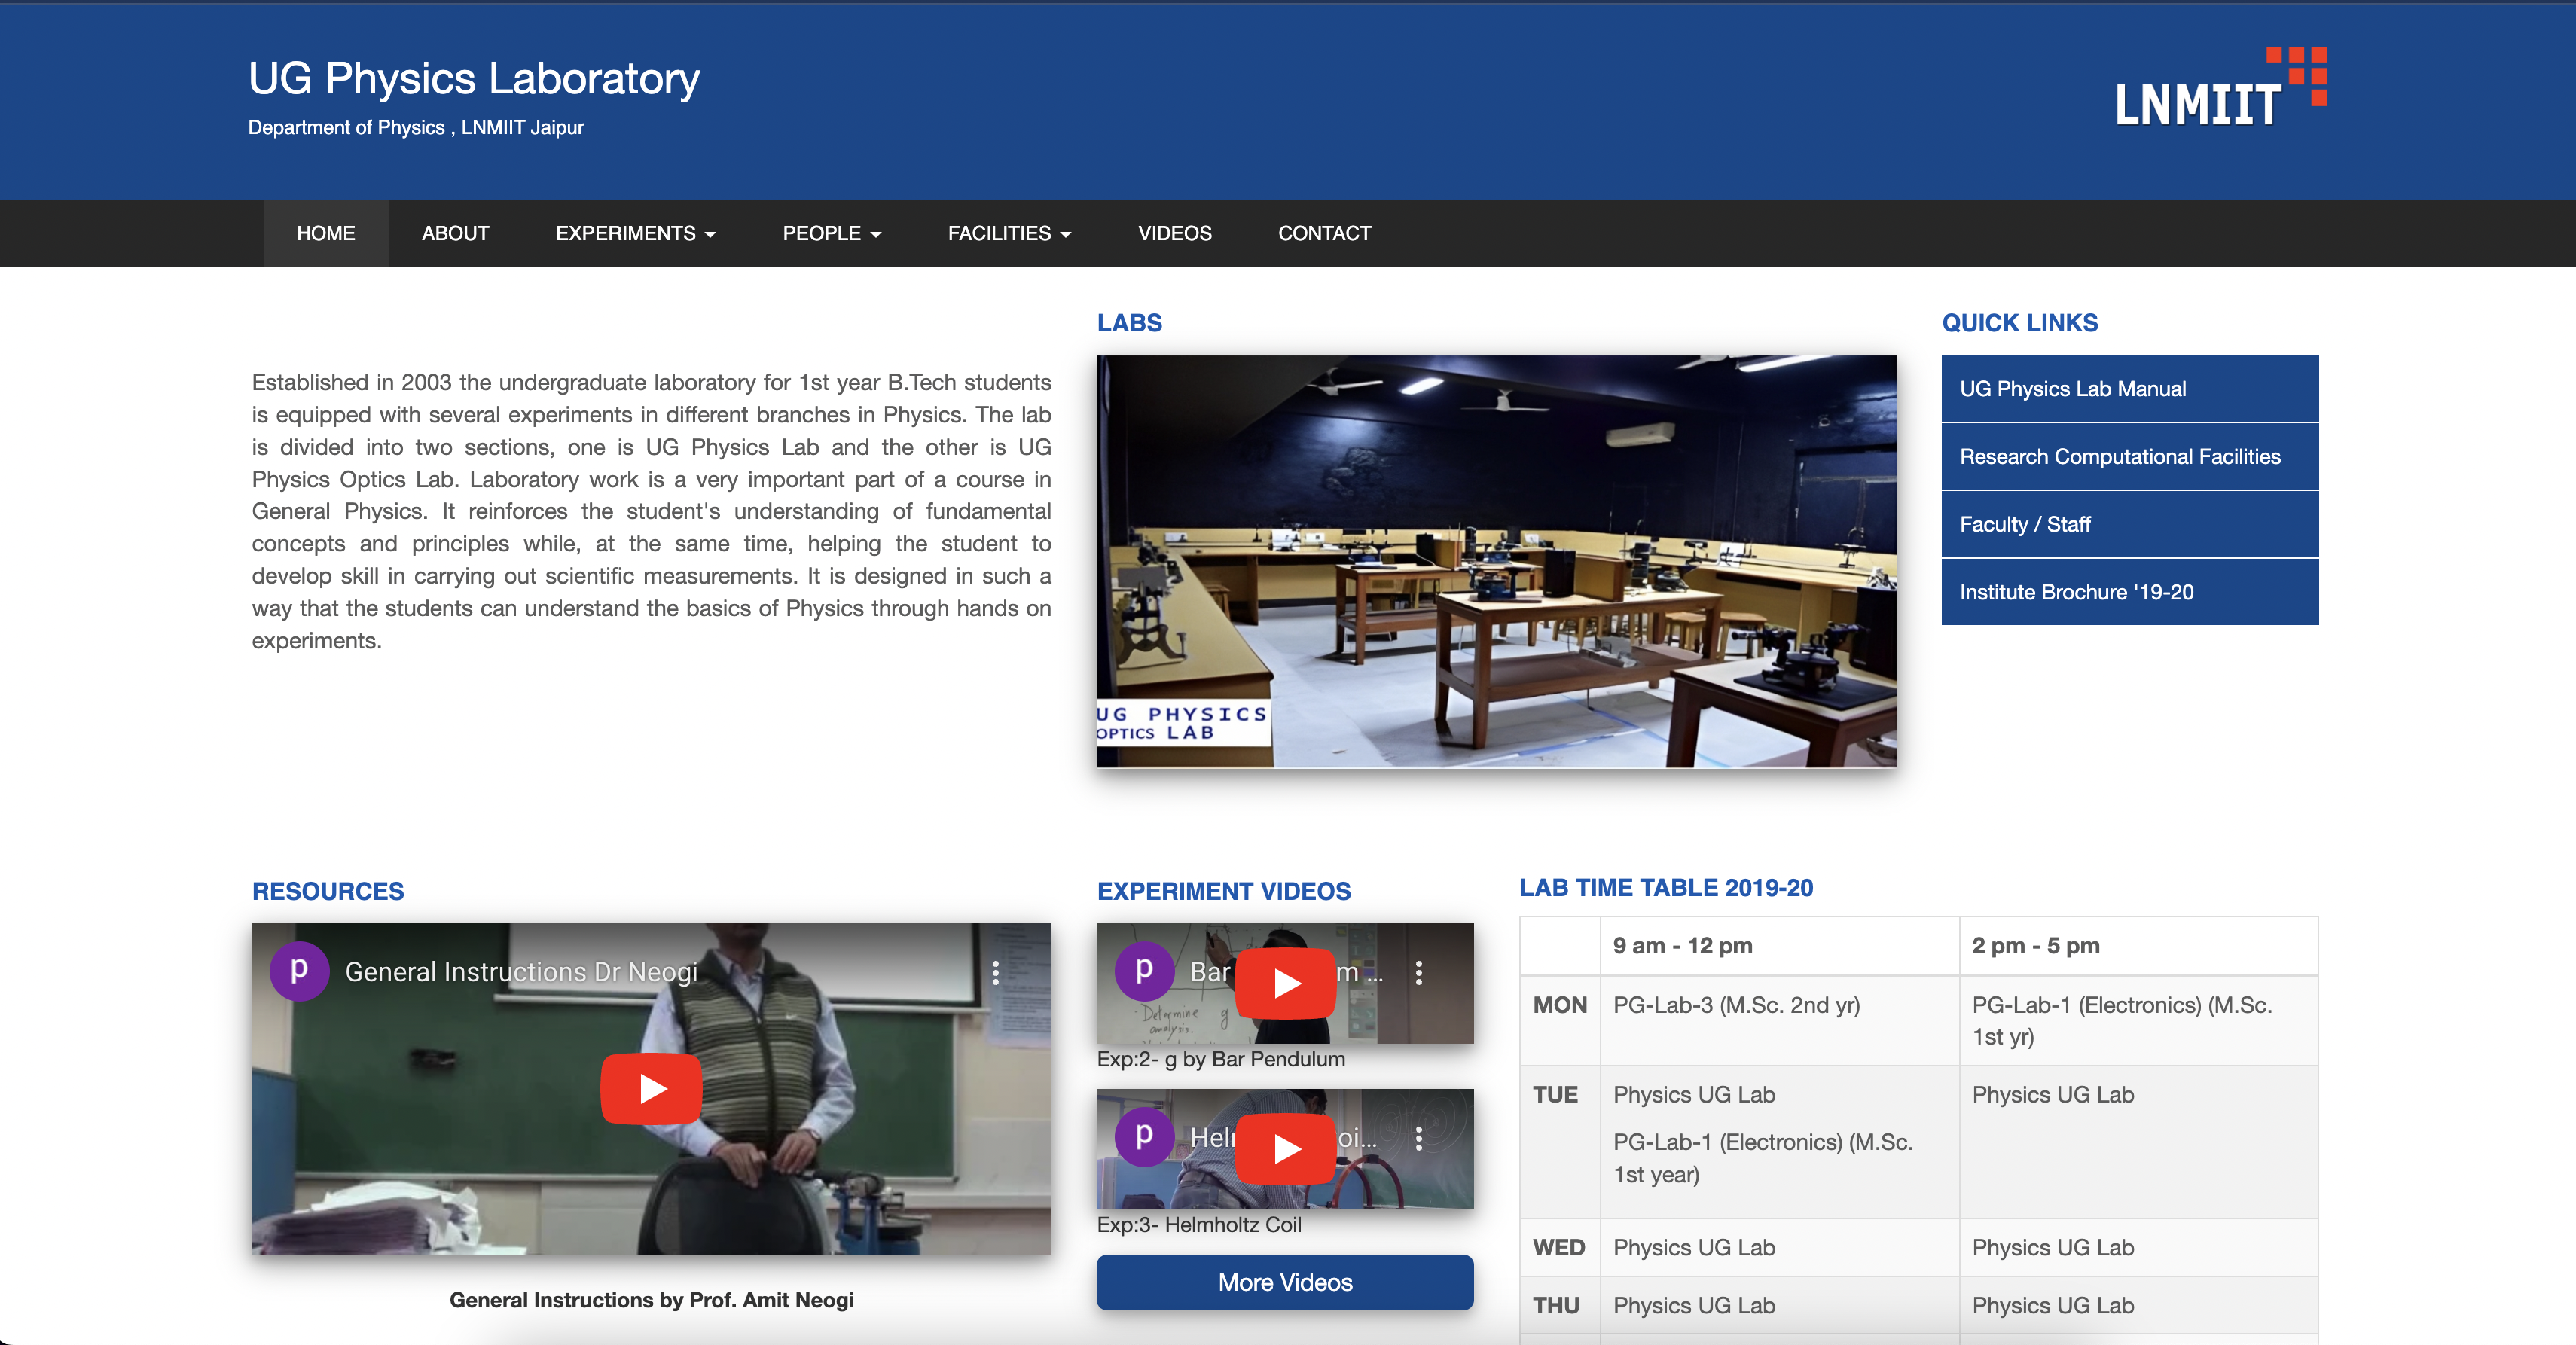 UG Physics Laboratory
Department of Physics , LNMIIT Jaipur
LNMIIT
HOME ABOUT EXPERIMENTS PEOPLE FACILITIES VIDEOS CONTACT
Established in 2003 the undergraduate laboratory for 1st year B.Tech students
is equipped with several experiments in different branches in Physics. The lab
is divided into two sections, one is UG Physics Lab and the other is UG
Physics Optics Lab. Laboratory work is a very important part of a course in
General Physics. It reinforces the student's understanding of fundamental
concepts and principles while, at the same time, helping the student to
develop skill in carrying out scientific measurements. It is designed in such a
way that the students can understand the basics of Physics through hands on
experiments.
LABS
UG PHYSICS
OPTICS LAB
QUICK LINKS
UG Physics Lab Manual
Research Computational Facilities
Faculty / Staff
Institute Brochure '19-20
RESOURCES
p
General Instructions Dr Neogi
General Instructions by Prof. Amit Neogi
EXPERIMENT VIDEOS
p
Bar m ...
Determine g
analysis.
Exp:2- g by Bar Pendulum
p
Hel oi...
Exp:3- Helmholtz Coil
More Videos
LAB TIME TABLE 2019-20
9 am - 12 pm 2 pm - 5 pm
MON PG-Lab-3 (M.Sc. 2nd yr) PG-Lab-1 (Electronics) (M.Sc.
1st yr)
TUE Physics UG Lab Physics UG Lab
PG-Lab-1 (Electronics) (M.Sc.
1st year)
WED Physics UG Lab Physics UG Lab
THU Physics UG Lab Physics UG Lab